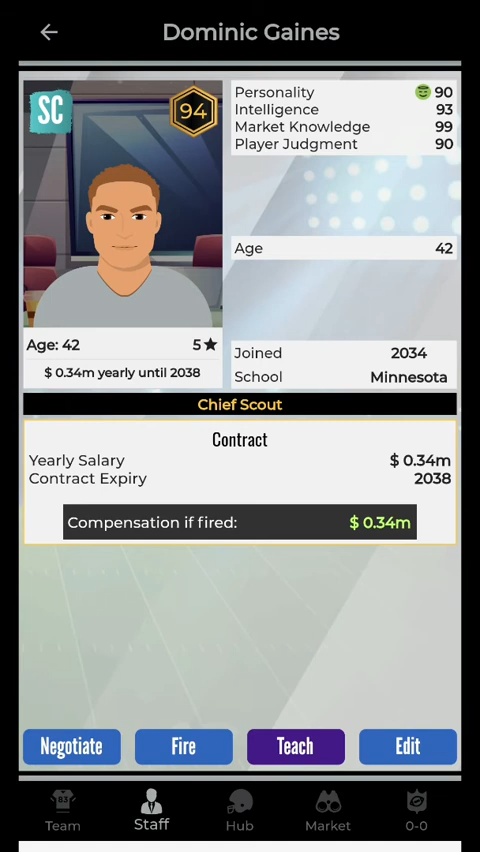 Dominic Gaines
SC
94
Personality 90
Intelligence 93
Market Knowledge 99
Player Judgment 90
Age 42
Age: 42 5★
$ 0.34m yearly until 2038
Joined 2034
School Minnesota
Chief Scout
Contract
Yearly Salary $ 0.34m
Contract Expiry 2038
Compensation if fired: $ 0.34m
Negotiate Fire Teach Edit
83
Team Staff Hub Market 0-0